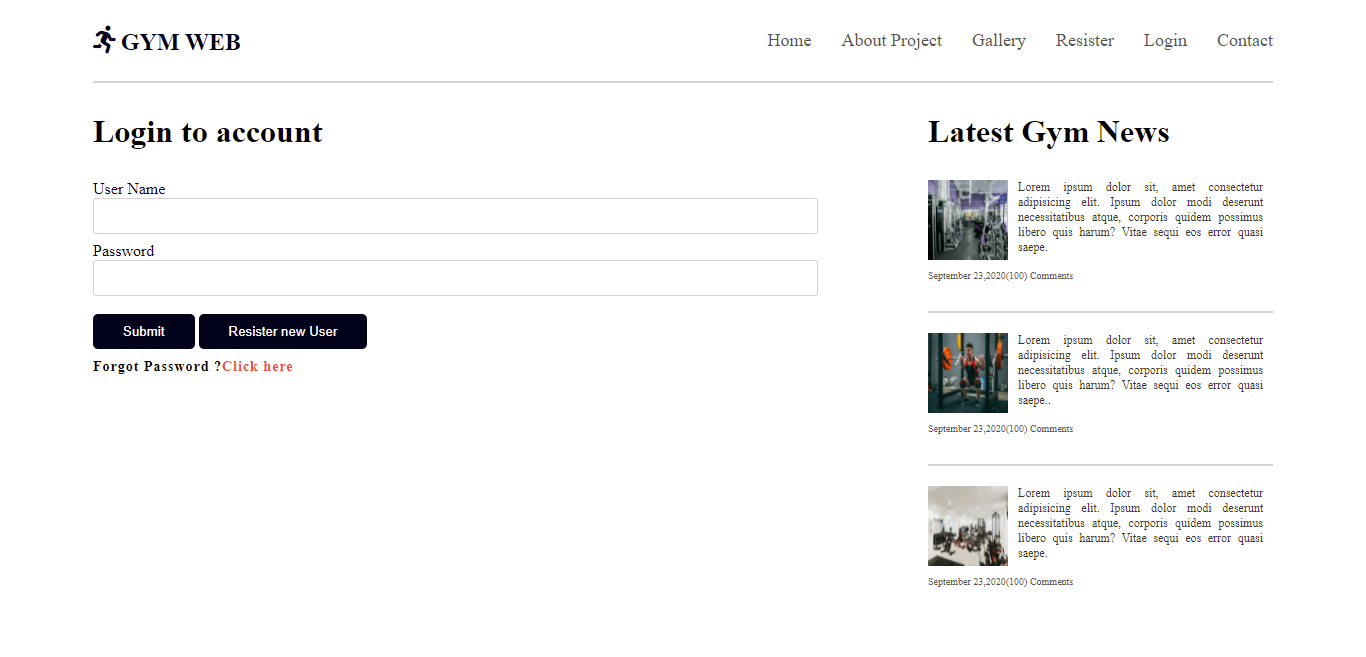 GYM WEB
Home About Project Gallery Resister Login Contact
Login to account
User Name
Password
Submit Resister new User
Forgot Password ?Click here
Latest Gym News
Lorem ipsum dolor sit, amet consectetur
adipisicing elit. Ipsum dolor modi deserunt
necessitatibus atque, corporis quidem possimus
libero quis harum? Vitae sequi eos error quasi
saepe.
September 23,2020(100) Comments
Lorem ipsum dolor sit, amet consectetur
adipisicing elit. Ipsum dolor modi deserunt
necessitatibus atque, corporis quidem possimus
libero quis harum? Vitae sequi eos error quasi
saepe..
September 23,2020(100) Comments
Lorem ipsum dolor sit, amet consectetur
adipisicing elit. Ipsum dolor modi deserunt
necessitatibus atque, corporis quidem possimus
libero quis harum? Vitae sequi eos error quasi
saepe.
September 23,2020(100) Comments